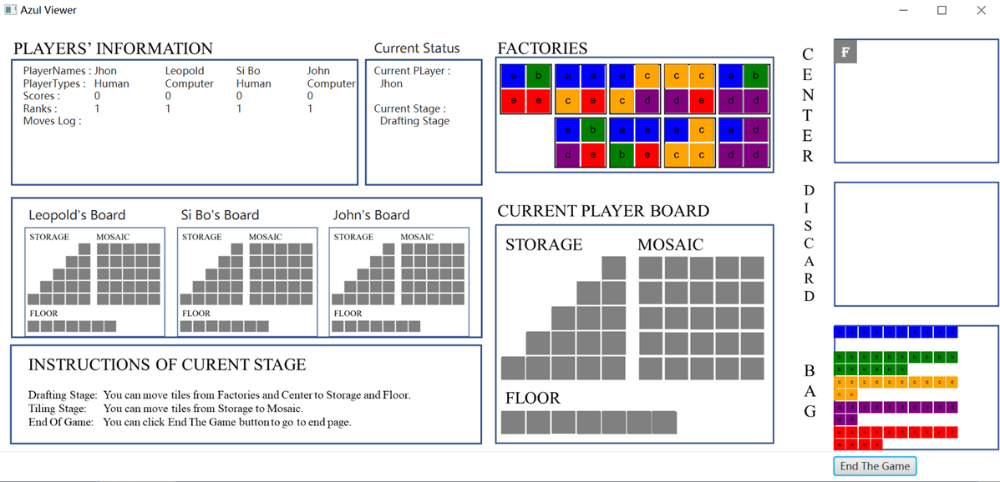 Azul Viewer
PLAYERS' INFORMATION
PlayerNames : Jhon Leopold Si Bo John
PlayerTypes : Human Computer Human Computer
Scores : 0 0 0 0
Ranks : 1 1 1 1
Moves Log :
Current Status
Current PLayer :
Jhon
Current Stage :
Drafting Stage
FACTORIES
a b a a a c c c a b
e e c e c d d e d d
a b a a a c a d
d e b e c c d d
CENTER
F
DISCARD
Leopold's Board
STORAGE MOSAIC
FLOOR
Si Bo's Board
STORAGE MOSAIC
FLOOR
John's Board
STORAGE MOSAIC
FLOOR
CURRENT PLAYER BOARD
STORAGE MOSAIC
FLOOR
INSTRUCTIONS OF CURENT STAGE
Drafting Stage: You can move tiles from Factories and Center to Storage and Floor.
Tiling Stage: You can move tiles from Storage to Mosaic.
End Of Game: You can click End The Game button to go to end page.
BAG
a a a a a a a a a a
b b b b b b b b b b
b b b b b b
c c c c c c c c c c
c c
d d d d d d d d d d
d d
e e e e e e e e e e
e e e e
End The Game